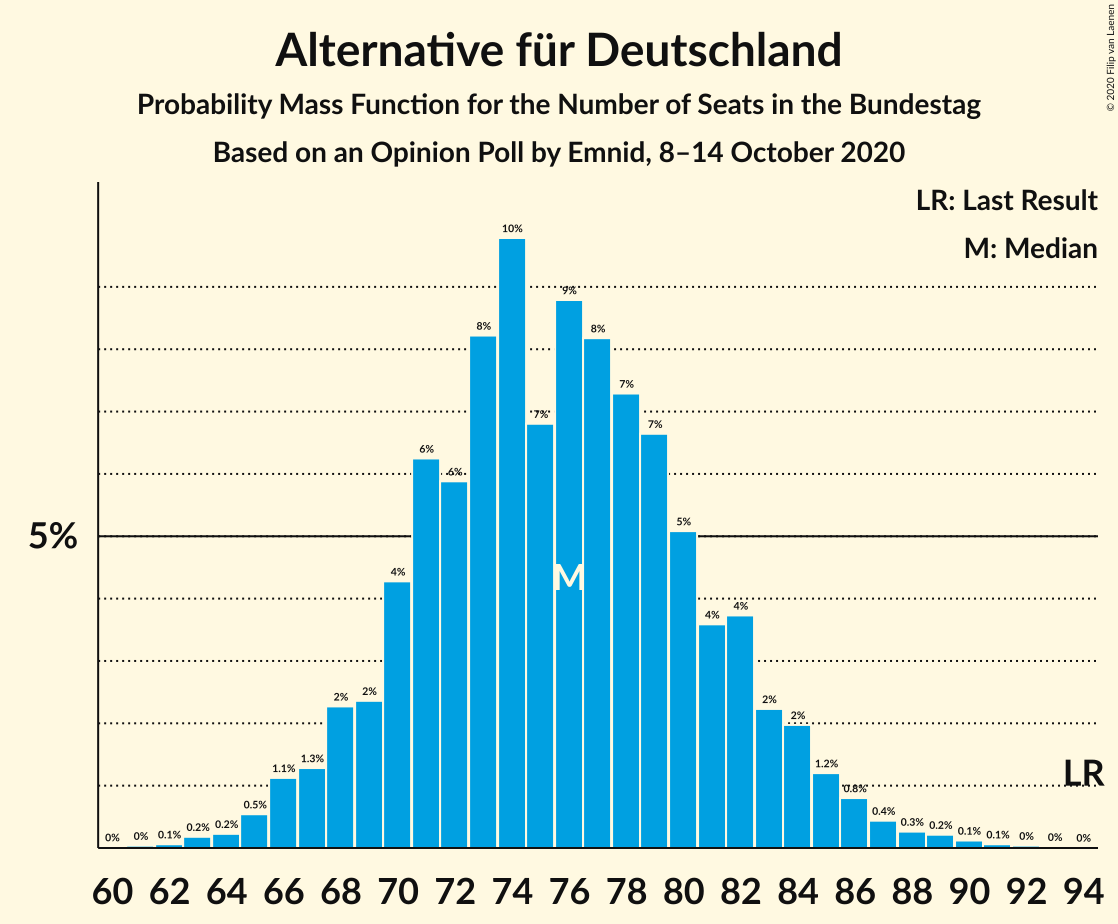 Alternative für Deutschland
Probability Mass Function for the Number of Seats in the Bundestag
Based on an Opinion Poll by Emnid, 8–14 October 2020
© 2020 Filip van Laenen
LR: Last Result
M: Median
5%
0% 0% 0.1% 0.2% 0.2% 0.5% 1.1% 1.3% 2% 2% 4% 6% 6% 8% 10% 7% 9% 8% 7% 7% 5% 4% 4% 2% 2% 1.2% 0.8% 0.4% 0.3% 0.2% 0.1% 0.1% 0% 0% 0%
M
LR
60 62 64 66 68 70 72 74 76 78 80 82 84 86 88 90 92 94